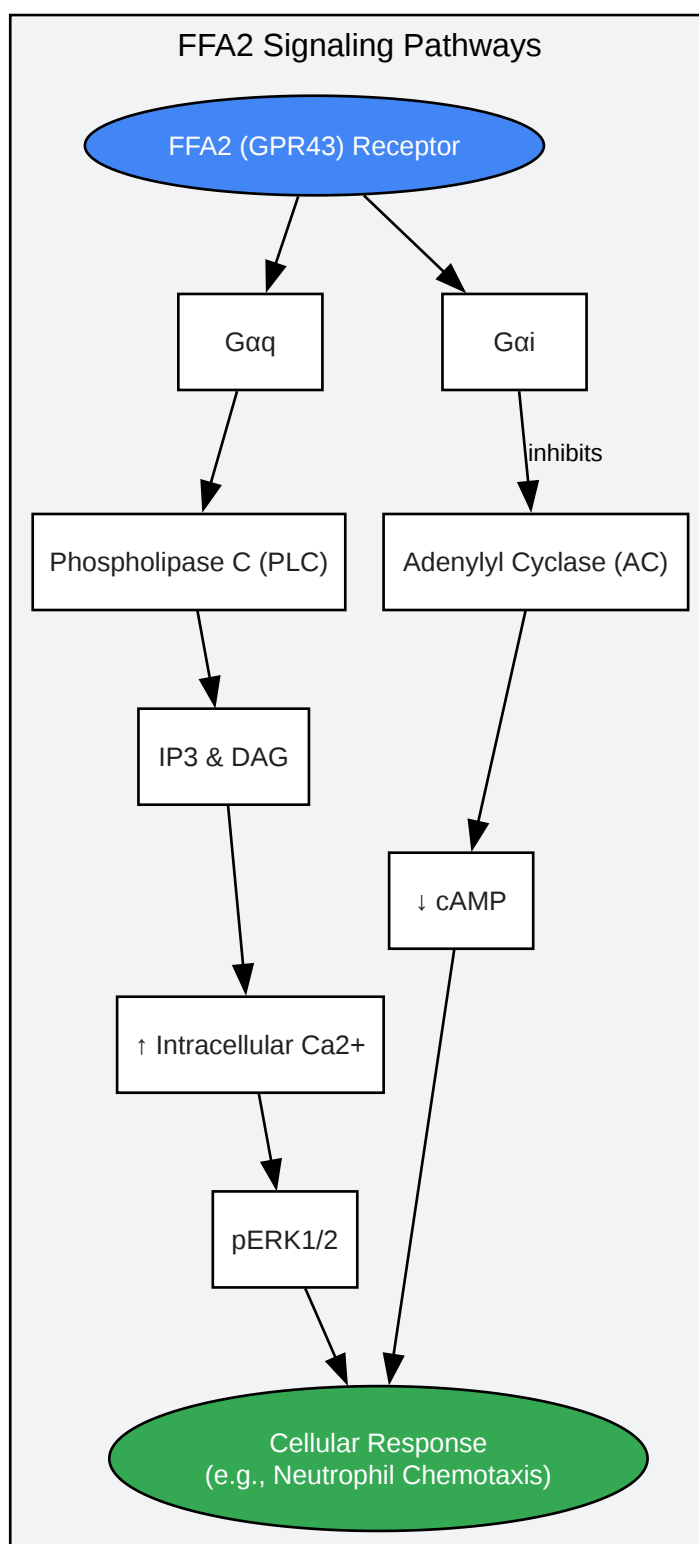 FFA2 Signaling Pathways
FFA2 (GPR43) Receptor
Gαq
Gαi
inhibits
Phospholipase C (PLC)
Adenylyl Cyclase (AC)
IP3 & DAG
↓ cAMP
↑ Intracellular Ca2+
pERK1/2
Cellular Response
(e.g., Neutrophil Chemotaxis)